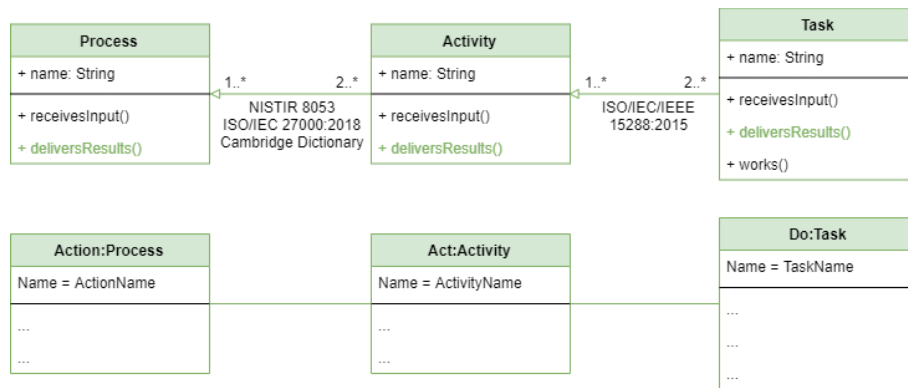 Process
+ name: String
+ receivesInput()
+ deliversResults()
1..*
2..*
NISTIR 8053
ISO/IEC 27000:2018
Cambridge Dictionary
Activity
+ name: String
+ receivesInput()
+ deliversResults()
1..*
2..*
ISO/IEC/IEEE
15288:2015
Task
+ name: String
+ receivesInput()
+ deliversResults()
+ works()
Action:Process
Name = ActionName
...
...
Act:Activity
Name = ActivityName
...
...
Do:Task
Name = TaskName
...
...
...